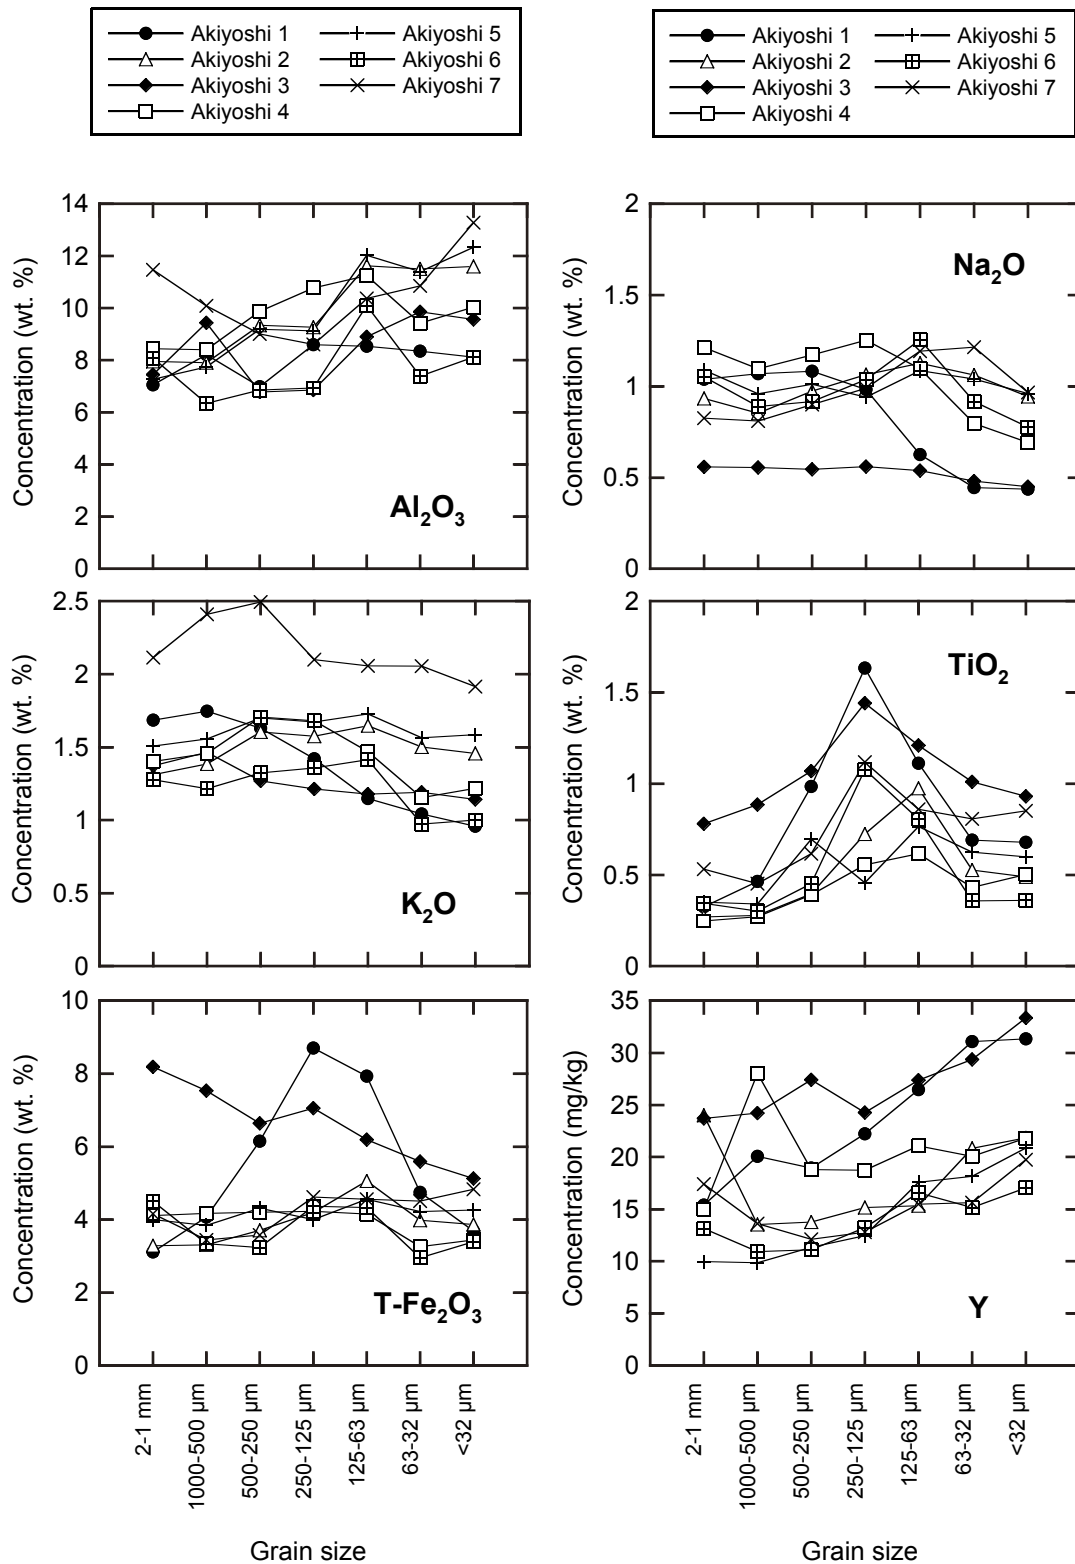 Akiyoshi 1
Akiyoshi 2
Akiyoshi 3
Akiyoshi 4
Akiyoshi 5
Akiyoshi 6
Akiyoshi 7
Akiyoshi 1
Akiyoshi 2
Akiyoshi 3
Akiyoshi 4
Akiyoshi 5
Akiyoshi 6
Akiyoshi 7
Concentration (wt. %)
14
12
10
8
6
4
2
0
Al₂O₃
Concentration (wt. %)
2
1.5
1
0.5
0
Na₂O
Concentration (wt. %)
2.5
2
1.5
1
0.5
0
K₂O
Concentration (wt. %)
2
1.5
1
0.5
0
TiO₂
Concentration (wt. %)
10
8
6
4
2
0
T-Fe₂O₃
Concentration (mg/kg)
35
30
25
20
15
10
5
0
Y
2-1 mm
1000-500 µm
500-250 µm
250-125 µm
125-63 µm
63-32 µm
<32 µm
Grain size
2-1 mm
1000-500 µm
500-250 µm
250-125 µm
125-63 µm
63-32 µm
<32 µm
Grain size